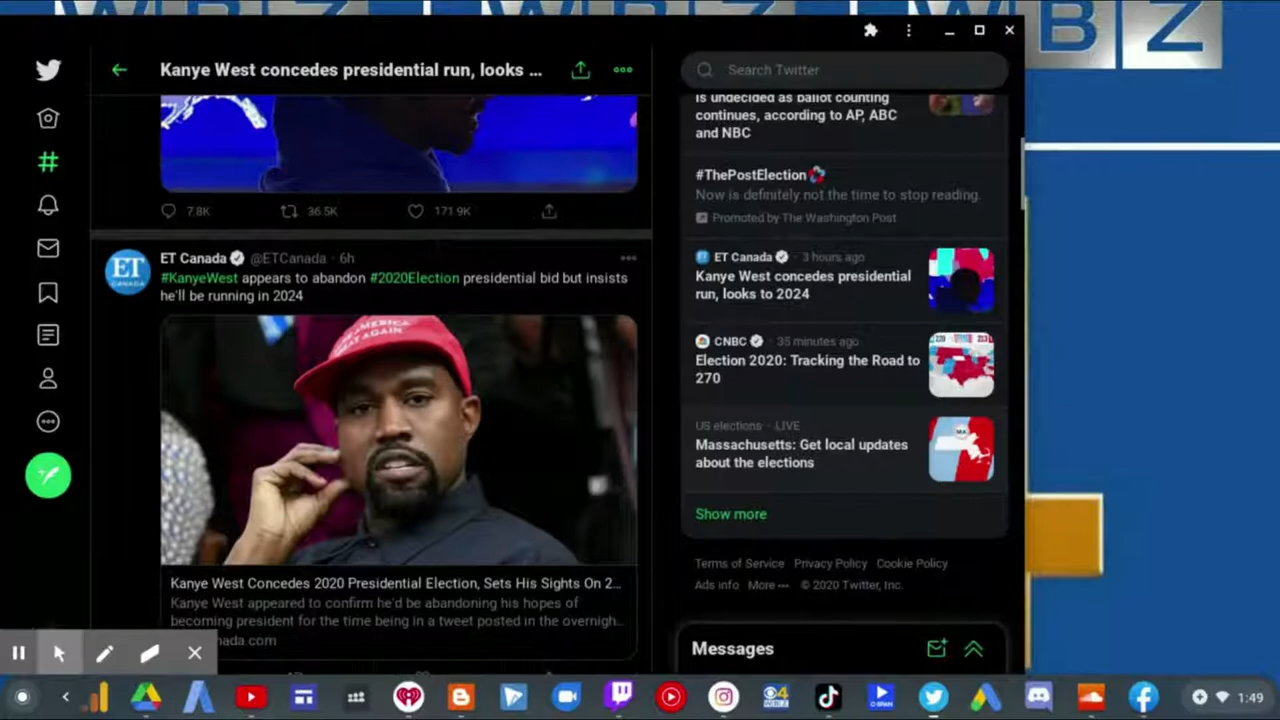 WBZ
Kanye West concedes presidential run, looks ...
Search Twitter
7.8K
36.5K
171.9K
ET Canada @ETCanada · 6h
#KanyeWest appears to abandon #2020Election presidential bid but insists
he'll be running in 2024
ET
CANADA
AGAIN
Kanye West Concedes 2020 Presidential Election, Sets His Sights On 2...
Kanye West appeared to confirm he'd be abandoning his hopes of
becoming president for the time being in a tweet posted in the overnigh...
nada.com
is undecided as ballot counting
continues, according to AP, ABC
and NBC
#ThePostElection
Now is definitely not the time to stop reading.
Promoted by The Washington Post
ET Canada · 3 hours ago
Kanye West concedes presidential
run, looks to 2024
CNBC · 35 minutes ago
Election 2020: Tracking the Road to
270
US elections · LIVE
Massachusetts: Get local updates
about the elections
MA
Show more
Terms of Service Privacy Policy Cookie Policy
Ads info More ··· © 2020 Twitter, Inc.
Messages
1:49